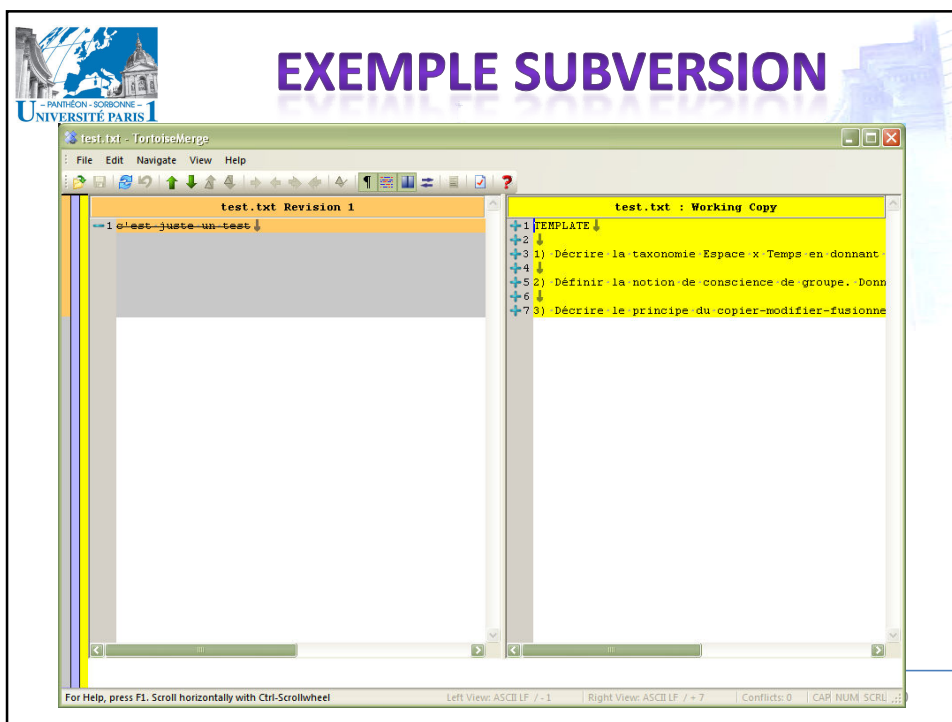 EXEMPLE SUBVERSION
- PANTHÉON - SORBONNE -
UNIVERSITÉ PARIS 1
test.txt - TortoiseMerge
File Edit Navigate View Help
test.txt Revision 1
test.txt : Working Copy
1 c'est·juste·un·test
1 TEMPLATE
2
3 1)·Décrire·la·taxonomie·Espace·x·Temps·en·donnant·
4
5 2)·Définir·la·notion·de·conscience·de·groupe.·Donn
6
7 3)·Décrire·le·principe·du·copier-modifier-fusionne
For Help, press F1. Scroll horizontally with Ctrl-Scrollwheel
Left View: ASCII LF / - 1
Right View: ASCII LF / + 7
Conflicts: 0
CAP NUM SCRL